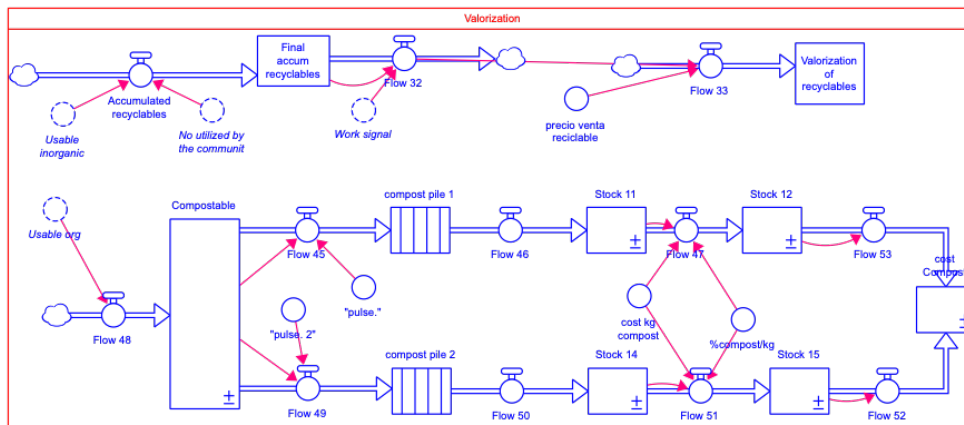 Valorization
Final
accum
recyclables
Flow 32
Flow 33
Valorization
of
recyclables
Accumulated
recyclables
Usable
inorganic
No utilized by
the communit
Work signal
precio venta
reciclable
Usable org
Compostable
compost pile 1
Stock 11
Stock 12
Flow 45
Flow 46
Flow 47
Flow 53
cost
Compost
Flow 48
"pulse. 2"
"pulse."
cost kg
compost
%compost/kg
compost pile 2
Stock 14
Stock 15
Flow 49
Flow 50
Flow 51
Flow 52